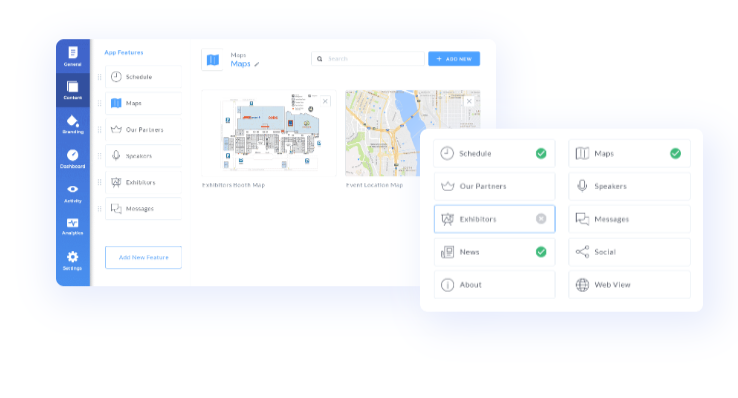 General
Content
Branding
Dashboard
Activity
Analytics
Settings
App Features
Schedule
Maps
Our Partners
Speakers
Exhibitors
Messages
Add New Feature
Maps
Maps
Search
+ ADD NEW
Exhibitors Booth Map
Event Location Map
Schedule
Maps
Our Partners
Speakers
Exhibitors
Messages
News
Social
About
Web View